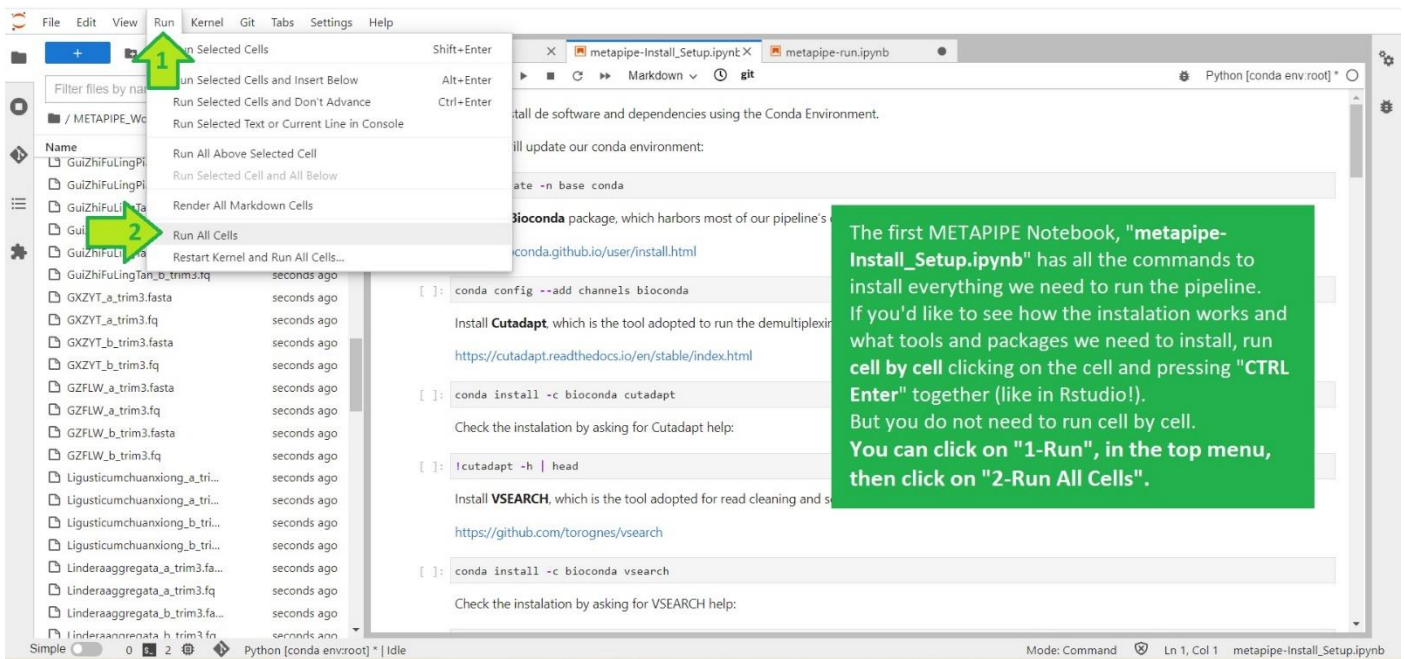 File Edit View Run Kernel Git Tabs Settings Help
Selected Cells Shift+Enter
Run Selected Cells and Insert Below Alt+Enter
Run Selected Cells and Don't Advance Ctrl+Enter
Run Selected Text or Current Line in Console
Run All Above Selected Cell
Run Selected Cell and All Below
Render All Markdown Cells
Run All Cells
Restart Kernel and Run All Cells...
1
2
+
Filter files by na
/ METAPIPE_Wo
Name
GuiZhiFuLingPi
GuiZhiFuLingPi
GuiZhiFuLingTa
Gui
GuiZhiFuLi
GuiZhiFuLingTan_b_trim3.fq seconds ago
GXZYT_a_trim3.fasta seconds ago
GXZYT_a_trim3.fq seconds ago
GXZYT_b_trim3.fasta seconds ago
GXZYT_b_trim3.fq seconds ago
GZFLW_a_trim3.fasta seconds ago
GZFLW_a_trim3.fq seconds ago
GZFLW_b_trim3.fasta seconds ago
GZFLW_b_trim3.fq seconds ago
Ligusticumchuanxiong_a_tri... seconds ago
Ligusticumchuanxiong_a_tri... seconds ago
Ligusticumchuanxiong_b_tri... seconds ago
Ligusticumchuanxiong_b_tri... seconds ago
Linderaaggregata_a_trim3.fa... seconds ago
Linderaaggregata_a_trim3.fq seconds ago
Linderaaggregata_b_trim3.fa... seconds ago
Linderaaggregata_b_trim3.fq seconds ago
metapipe-Install_Setup.ipynb metapipe-run.ipynb
Markdown git Python [conda env:root] *
stall de software and dependencies using the Conda Environment.
ill update our conda environment:
ate -n base conda
Bioconda package, which harbors most of our pipeline's
conda.github.io/user/install.html
[ ]: conda config --add channels bioconda
Install Cutadapt, which is the tool adopted to run the demultiplexin
https://cutadapt.readthedocs.io/en/stable/index.html
[ ]: conda install -c bioconda cutadapt
Check the instalation by asking for Cutadapt help:
[ ]: !cutadapt -h | head
Install VSEARCH, which is the tool adopted for read cleaning and s
https://github.com/torognes/vsearch
[ ]: conda install -c bioconda vsearch
Check the instalation by asking for VSEARCH help:
The first METAPIPE Notebook, "metapipe-
Install_Setup.ipynb" has all the commands to
install everything we need to run the pipeline.
If you'd like to see how the instalation works and
what tools and packages we need to install, run
cell by cell clicking on the cell and pressing "CTRL
Enter" together (like in Rstudio!).
But you do not need to run cell by cell.
You can click on "1-Run", in the top menu,
then click on "2-Run All Cells".
Simple 0 2 Python [conda env:root] * | Idle Mode: Command Ln 1, Col 1 metapipe-Install_Setup.ipynb